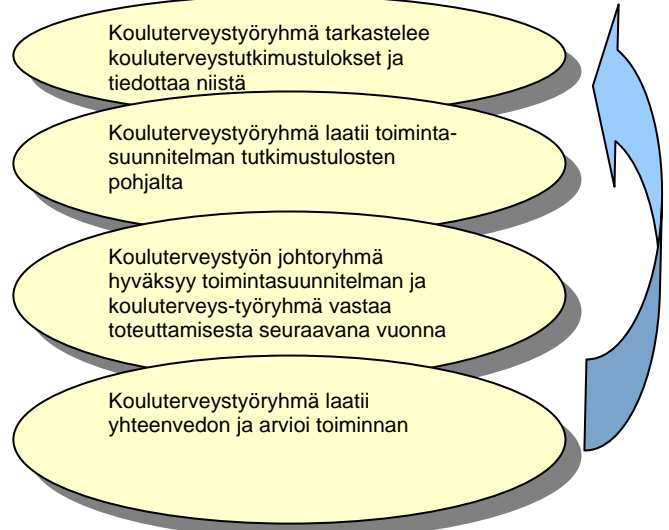 Kouluterveystyöryhmä tarkastelee
kouluterveystutkimustulokset ja
tiedottaa niistä
Kouluterveystyöryhmä laatii toiminta-
suunnitelman tutkimustulosten
pohjalta
Kouluterveystyön johtoryhmä
hyväksyy toimintasuunnitelman ja
kouluterveys-työryhmä vastaa
toteuttamisesta seuraavana vuonna
Kouluterveystyöryhmä laatii
yhteenvedon ja arvioi toiminnan